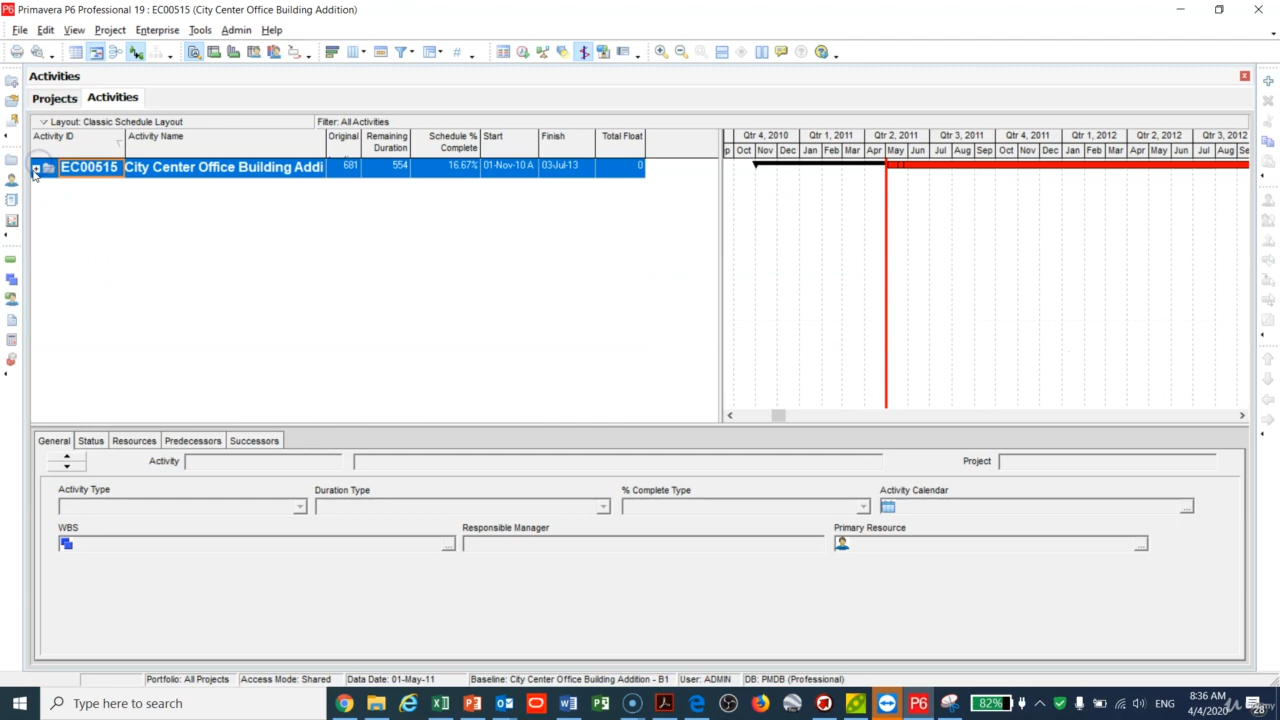 Primavera P6 Professional 19 : EC00515 (City Center Office Building Addition)
File Edit View Project Enterprise Tools Admin Help
Activities
Projects Activities
Layout: Classic Schedule Layout Filter: All Activities
Activity ID Activity Name Original Remaining Duration Schedule % Complete Start Finish Total Float
Qtr 4, 2010 Qtr 1, 2011 Qtr 2, 2011 Qtr 3, 2011 Qtr 4, 2011 Qtr 1, 2012 Qtr 2, 2012 Qtr 3, 2012
Oct Nov Dec Jan Feb Mar Apr May Jun Jul Aug Sep Oct Nov Dec Jan Feb Mar Apr May Jun Jul Aug Se
EC00515 City Center Office Building Addi 681 554 16.67% 01-Nov-10 A 03-Jul-13 0
General Status Resources Predecessors Successors
Activity Project
Activity Type Duration Type % Complete Type Activity Calendar
WBS Responsible Manager Primary Resource
Portfolio: All Projects Access Mode: Shared Data Date: 01-May-11 Baseline: City Center Office Building Addition - B1 User: ADMIN DB: PMDB (Professional)
Type here to search 82% ENG 8:36 AM
4/4/2020 28